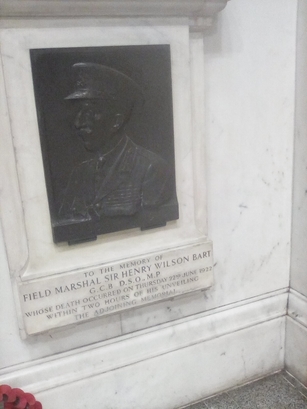 TO THE MEMORY OF
FIELD MARSHAL SIR HENRY WILSON BART
G.C.B. D.S.O. M.P.
WHOSE DEATH OCCURRED ON THURSDAY 22ND JUNE 1922
WITHIN TWO HOURS OF HIS UNVEILING
THE ADJOINING MEMORIAL